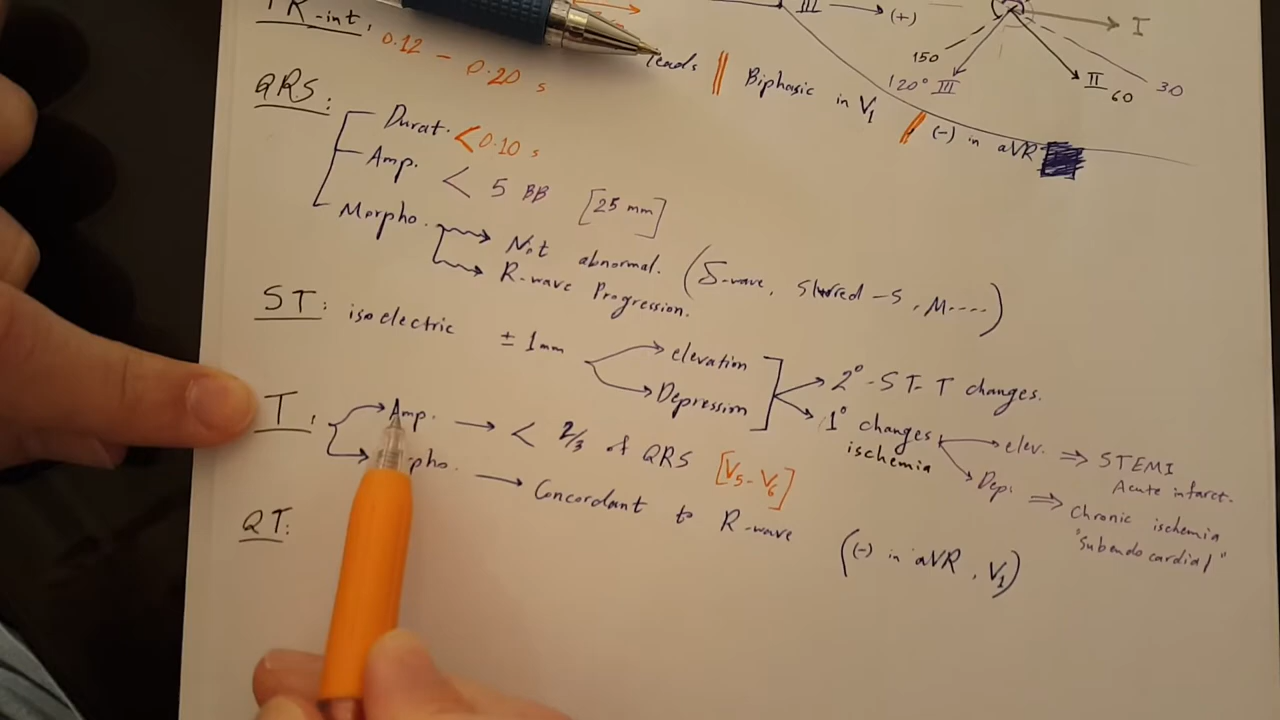 PR-int.
0.12 - 0.20 s
III → (+)
I
150
120° III
II 60
30
leads || Biphasic in V1 || (-) in aVR
QRS:
Durat. < 0.10 s
Amp. < 5 BB [25 mm]
Morpho. → Not abnormal. (δ-wave, slurred-S, M....)
→ R-wave Progression.
ST: isoelectric ± 1mm → elevation
→ Depression
→ 2°-ST-T changes.
→ 1° changes ischemia
→ elev. ⇒ STEMI
Acute infarct.
→ Dep. ⇒ Chronic ischemia
"Subendocardial"
T: → Amp. → < 2/3 of QRS [V5-V6]
→ pho. → Concordant to R-wave ((-) in aVR, V1)
QT: